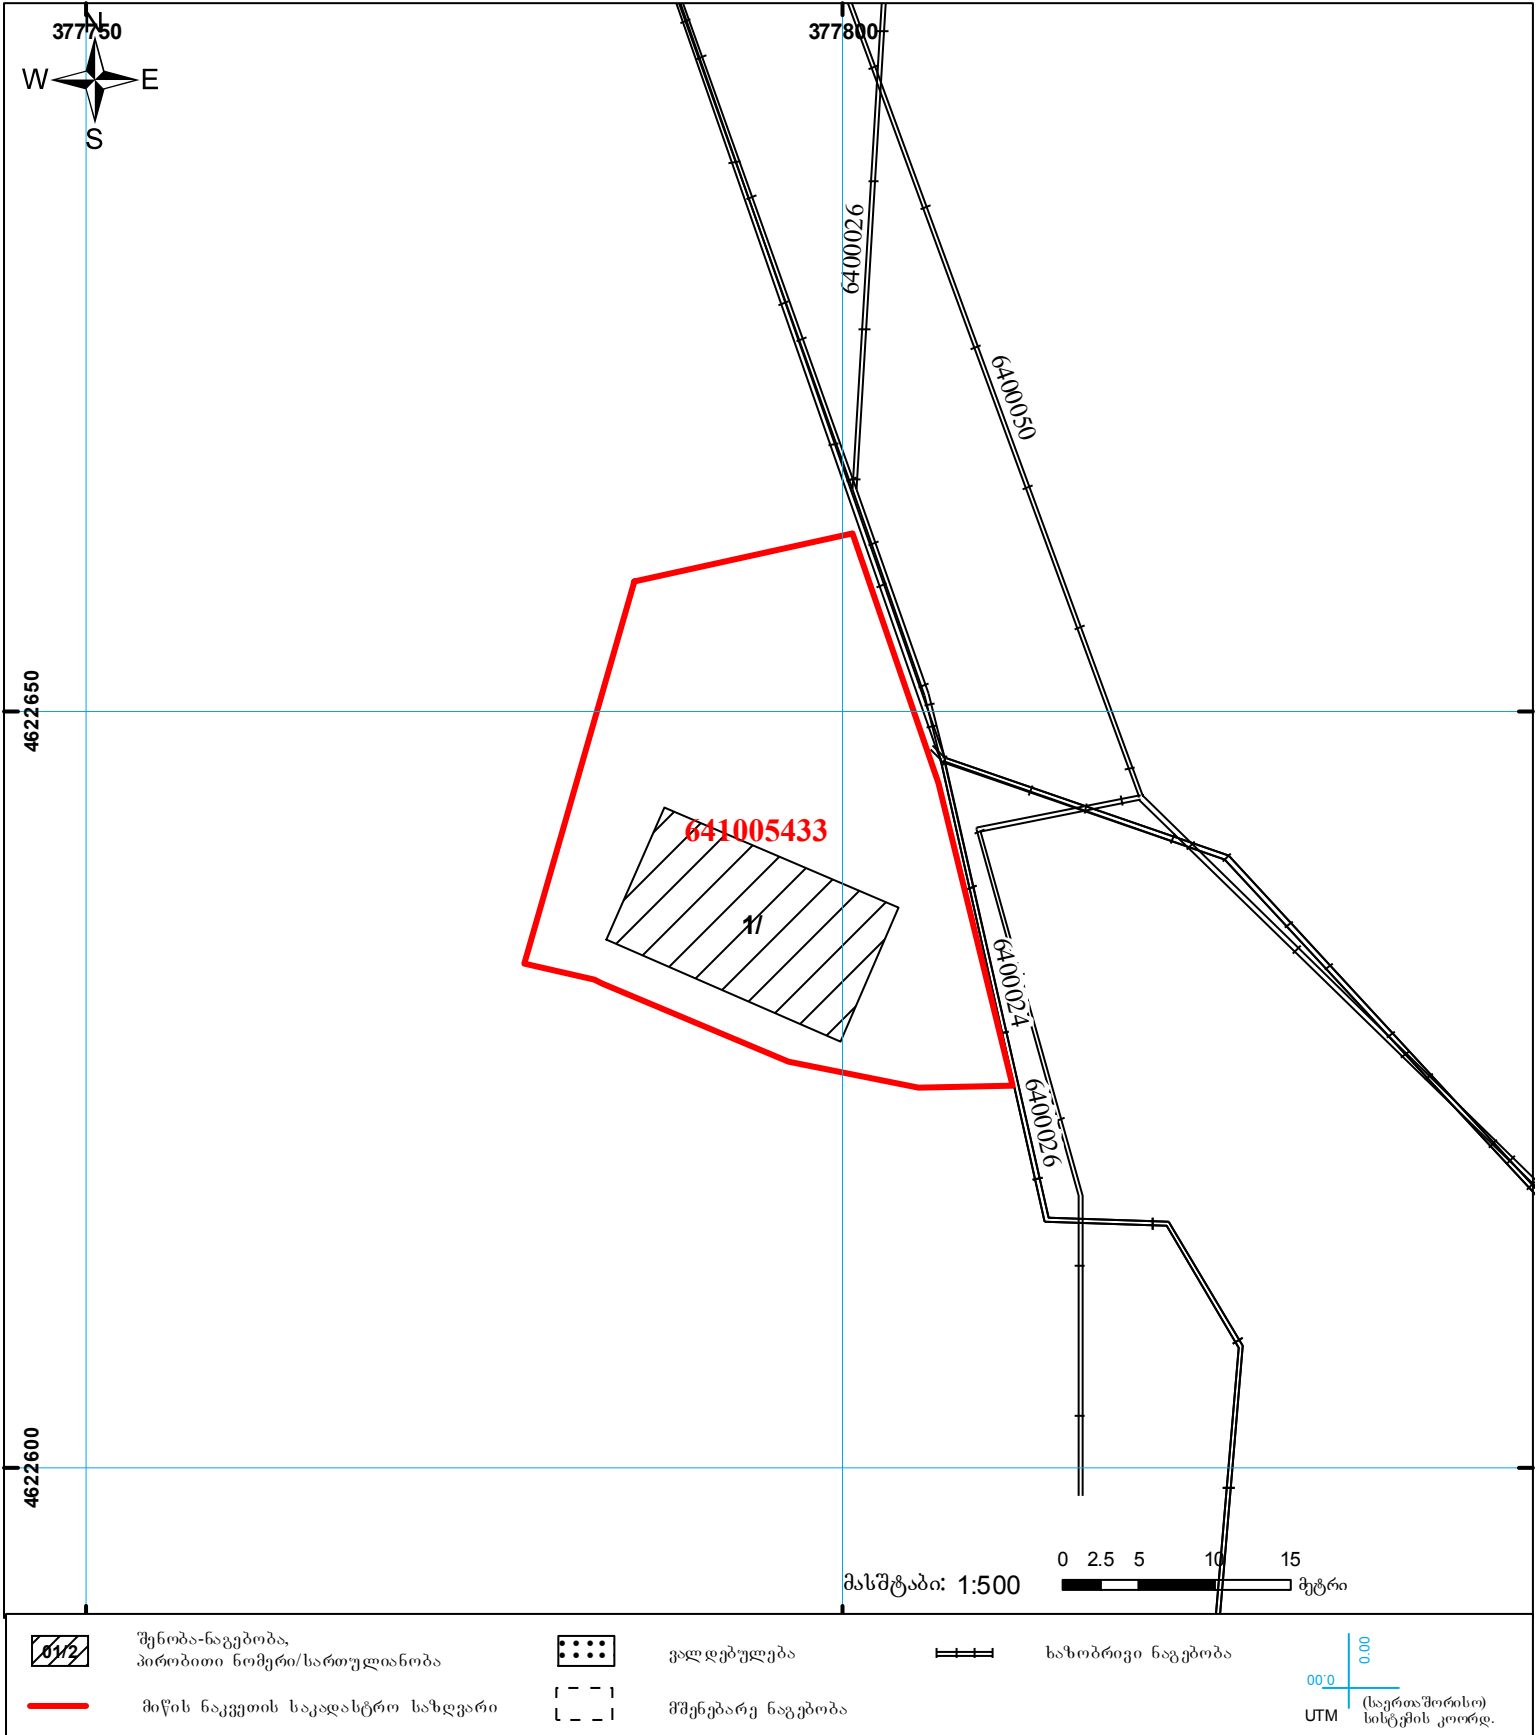 377750
377800
N
W E
S
6400026
6400050
4622650
641005433
1/
6400024
6400026
4622600
0 2.5 5 10 15
მასშტაბი: 1:500 მეტრი
01/2 შენობა-ნაგებობა,
პირობითი ნომერი/სართულიანობა
ვალდებულება
ხაზობრივი ნაგებობა
მიწის ნაკვეთის საკადასტრო საზღვარი
მშენებარე ნაგებობა
00.0
00.0
UTM (საერთაშორისო)
სისტემის კოორდ.